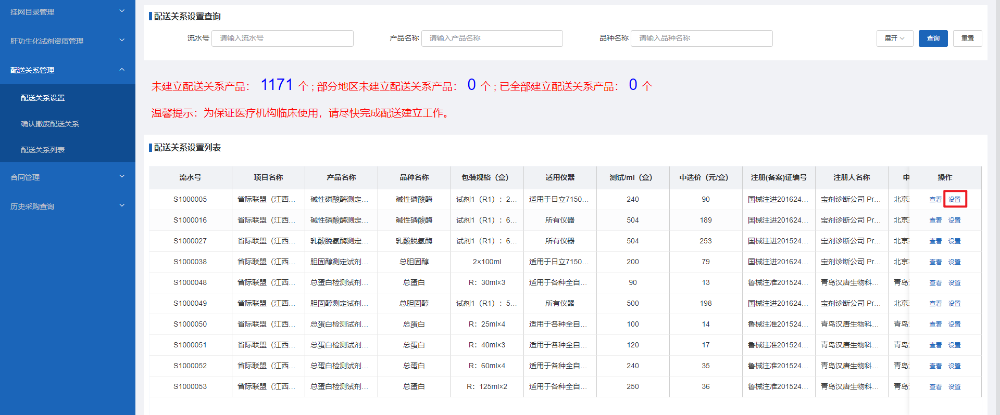 挂网目录管理
肝功生化试剂资质管理
配送关系管理
配送关系设置
确认撤废配送关系
配送关系列表
合同管理
历史采购查询
配送关系设置查询
流水号 请输入流水号 产品名称 请输入产品名称 品种名称 请输入品种名称 展开 查询 重置
未建立配送关系产品： 1171 个 ; 部分地区未建立配送关系产品： 0 个 ; 已全部建立配送关系产品： 0 个
温馨提示：为保证医疗机构临床使用，请尽快完成配送建立工作。
配送关系设置列表
流水号 项目名称 产品名称 品种名称 包装规格（盒） 适用仪器 测试/ml（盒） 中选价（元/盒） 注册(备案)证编号 注册人名称 申 操作
S1000005 省际联盟（江西... 碱性磷酸酶测定... 碱性磷酸酶 试剂1（R1）：2... 适用于日立7150... 240 90 国械注进201624... 宝剂诊断公司 Pr... 北京 查看 设置
S1000016 省际联盟（江西... 碱性磷酸酶测定... 碱性磷酸酶 试剂1（R1）：6... 所有仪器 504 189 国械注进201624... 宝剂诊断公司 Pr... 北京 查看 设置
S1000027 省际联盟（江西... 乳酸脱氢酶测定... 乳酸脱氢酶 试剂1（R1）：6... 所有仪器 504 253 国械注进201524... 宝剂诊断公司 Pr... 北京 查看 设置
S1000038 省际联盟（江西... 胆固醇测定试剂... 总胆固醇 2×100ml 适用于日立7150... 200 79 国械注进201624... 宝剂诊断公司 Pr... 北京 查看 设置
S1000048 省际联盟（江西... 总蛋白检测试剂... 总蛋白 R：30ml×3 适用于各种全自... 90 13 鲁械注准201524... 青岛汉唐生物科... 青岛 查看 设置
S1000049 省际联盟（江西... 胆固醇测定试剂... 总胆固醇 试剂1（R1）：5... 所有仪器 500 198 国械注进201624... 宝剂诊断公司 Pr... 北京 查看 设置
S1000050 省际联盟（江西... 总蛋白检测试剂... 总蛋白 R：25ml×4 适用于各种全自... 100 14 鲁械注准201524... 青岛汉唐生物科... 青岛 查看 设置
S1000051 省际联盟（江西... 总蛋白检测试剂... 总蛋白 R：40ml×3 适用于各种全自... 120 17 鲁械注准201524... 青岛汉唐生物科... 青岛 查看 设置
S1000052 省际联盟（江西... 总蛋白检测试剂... 总蛋白 R：60ml×4 适用于各种全自... 240 35 鲁械注准201524... 青岛汉唐生物科... 青岛 查看 设置
S1000053 省际联盟（江西... 总蛋白检测试剂... 总蛋白 R：125ml×2 适用于各种全自... 250 36 鲁械注准201524... 青岛汉唐生物科... 青岛 查看 设置